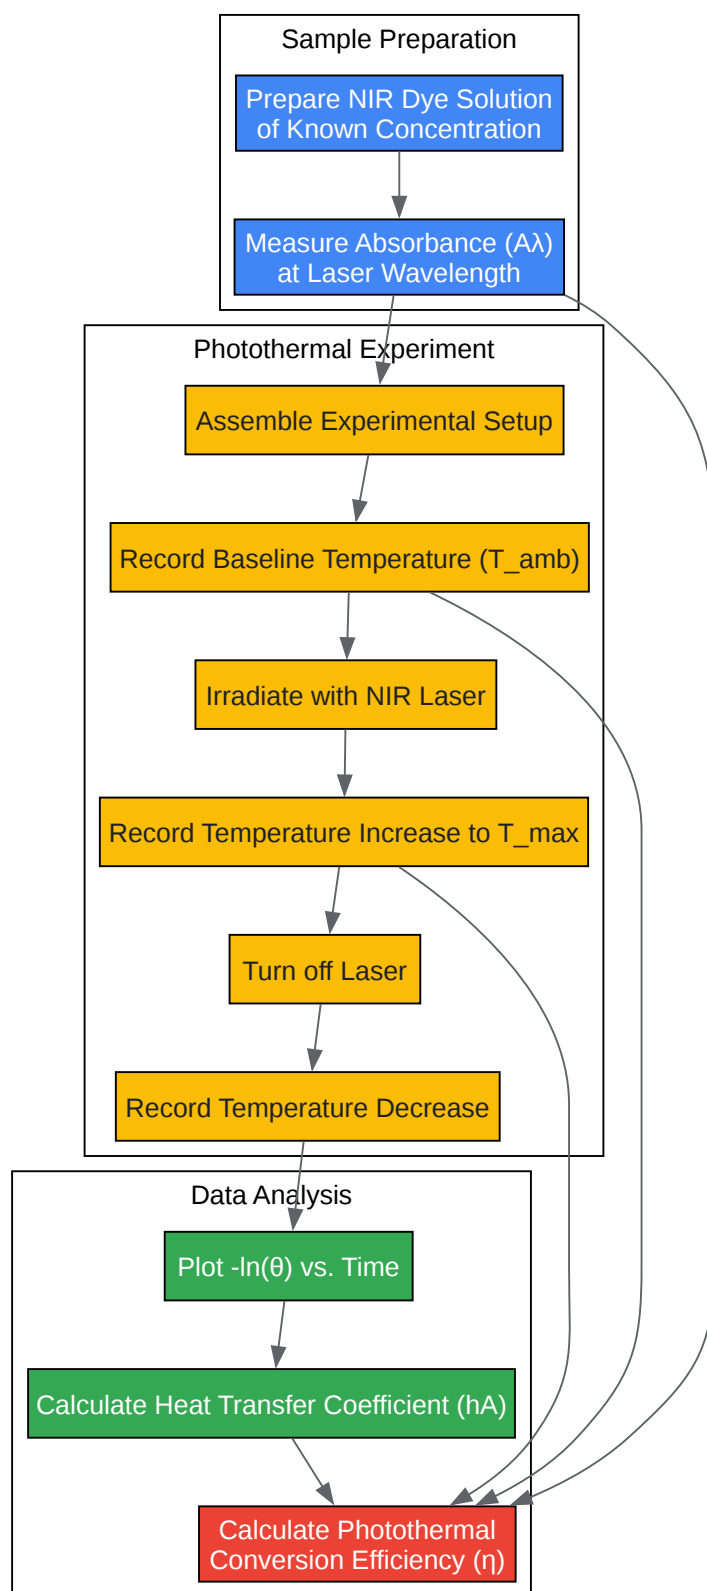 Sample Preparation
Prepare NIR Dye Solution
of Known Concentration
Measure Absorbance (Aλ)
at Laser Wavelength
Photothermal Experiment
Assemble Experimental Setup
Record Baseline Temperature (T_amb)
Irradiate with NIR Laser
Record Temperature Increase to T_max
Turn off Laser
Record Temperature Decrease
Data Analysis
Plot -ln(θ) vs. Time
Calculate Heat Transfer Coefficient (hA)
Calculate Photothermal
Conversion Efficiency (η)